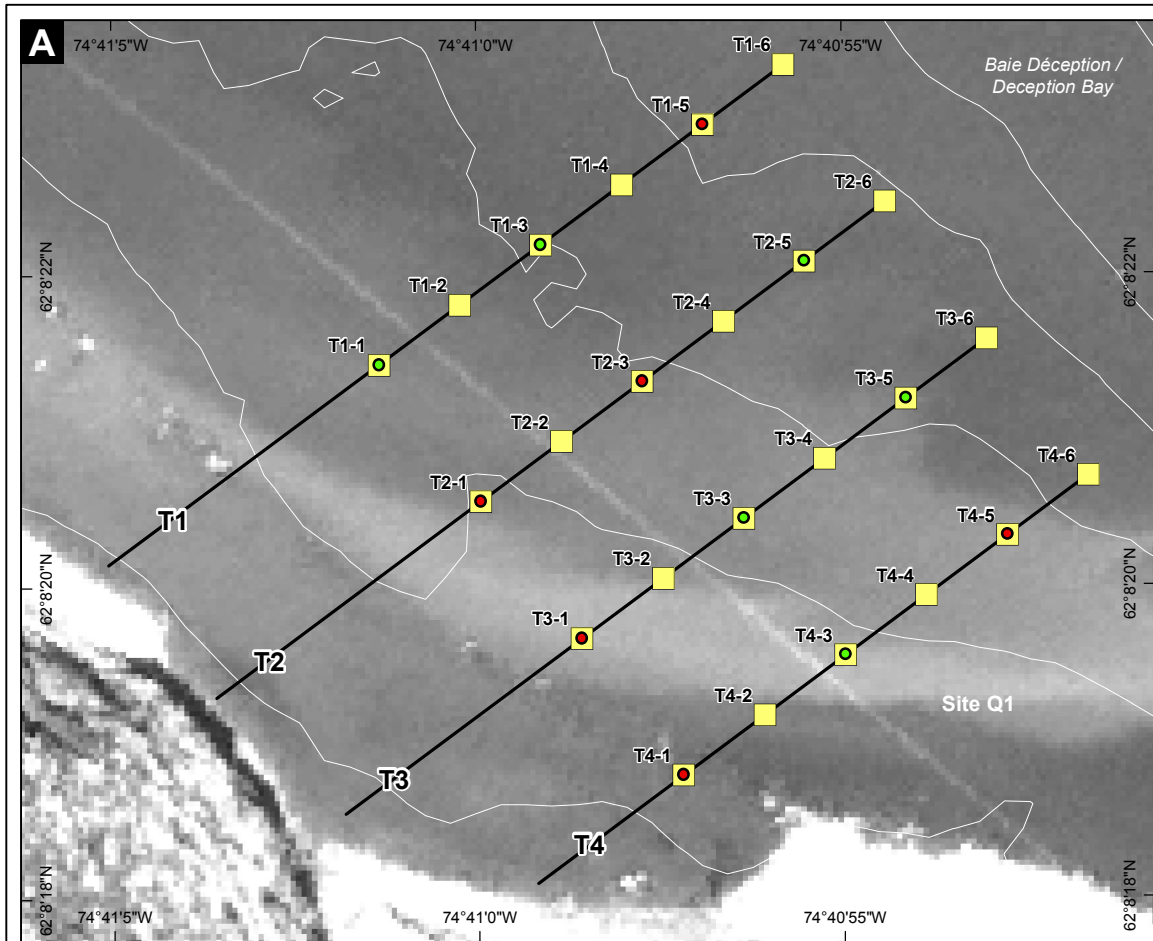 A
74°41'5"W
74°41'0"W
74°40'55"W
T1-6
Baie Déception /
Deception Bay
T1-5
T1-4
T2-6
T1-3
T2-5
62°8'22"N
62°8'22"N
T1-2
T2-4
T3-6
T1-1
T2-3
T3-5
T2-2
T3-4
T4-6
T2-1
T3-3
T4-5
T1
T3-2
T4-4
62°8'20"N
62°8'20"N
T3-1
T4-3
T2
T4-2
Site Q1
T4-1
T3
T4
62°8'18"N
62°8'18"N
74°41'5"W
74°41'0"W
74°40'55"W